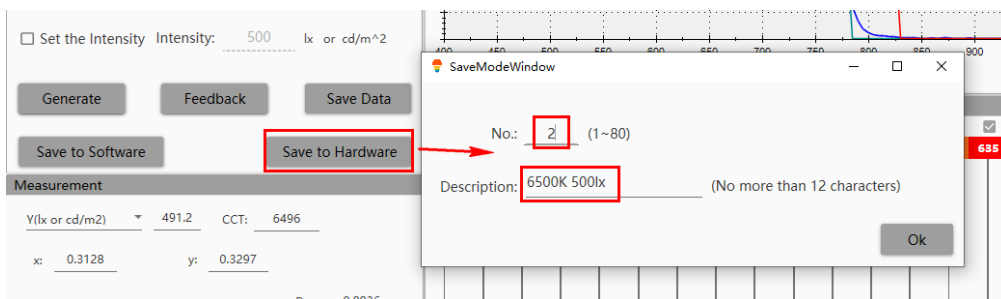 Set the Intensity Intensity: 500 lx or cd/m^2
Generate Feedback Save Data
Save to Software Save to Hardware
Measurement
Y(lx or cd/m2) 491.2 CCT: 6496
x: 0.3128 y: 0.3297
400 450 500 550 600 650 700 750 800 850 900
SaveModeWindow
No.: 2 (1~80)
Description: 6500K 500lx (No more than 12 characters)
Ok
635